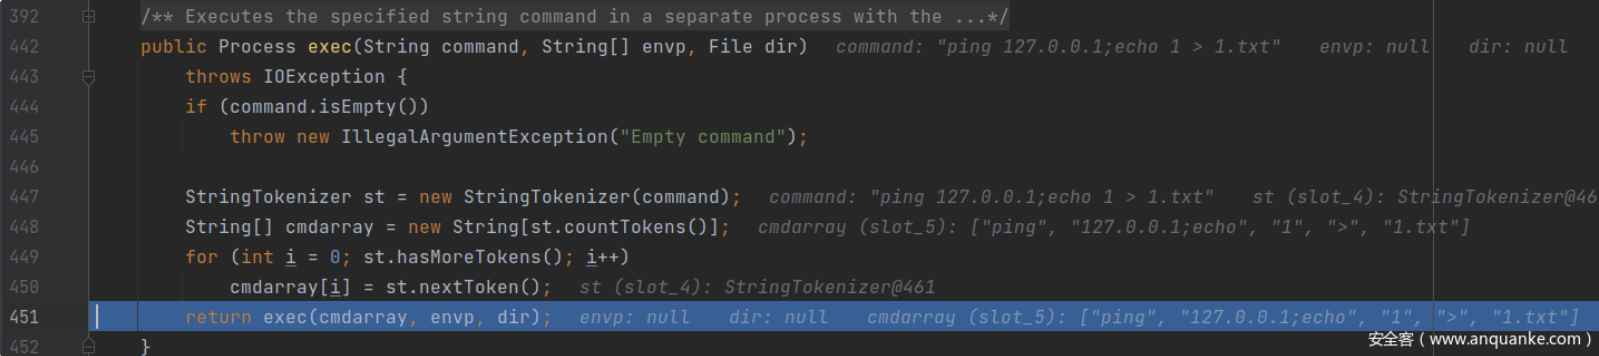 392 /** Executes the specified string command in a separate process with the ...*/
442 public Process exec(String command, String[] envp, File dir) command: "ping 127.0.0.1;echo 1 > 1.txt" envp: null dir: null
443 throws IOException {
444 if (command.isEmpty())
445 throw new IllegalArgumentException("Empty command");
446
447 StringTokenizer st = new StringTokenizer(command); command: "ping 127.0.0.1;echo 1 > 1.txt" st (slot_4): StringTokenizer@46
448 String[] cmdarray = new String[st.countTokens()]; cmdarray (slot_5): ["ping", "127.0.0.1;echo", "1", ">", "1.txt"]
449 for (int i = 0; st.hasMoreTokens(); i++)
450 cmdarray[i] = st.nextToken(); st (slot_4): StringTokenizer@461
451 return exec(cmdarray, envp, dir); envp: null dir: null cmdarray (slot_5): ["ping", "127.0.0.1;echo", "1", ">", "1.txt"]
安全客（www.anquanke.com）
452 }